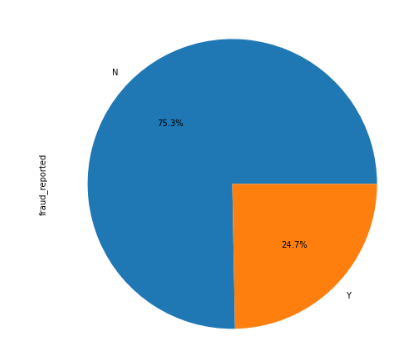 N
75.3%
fraud_reported
24.7%
Y